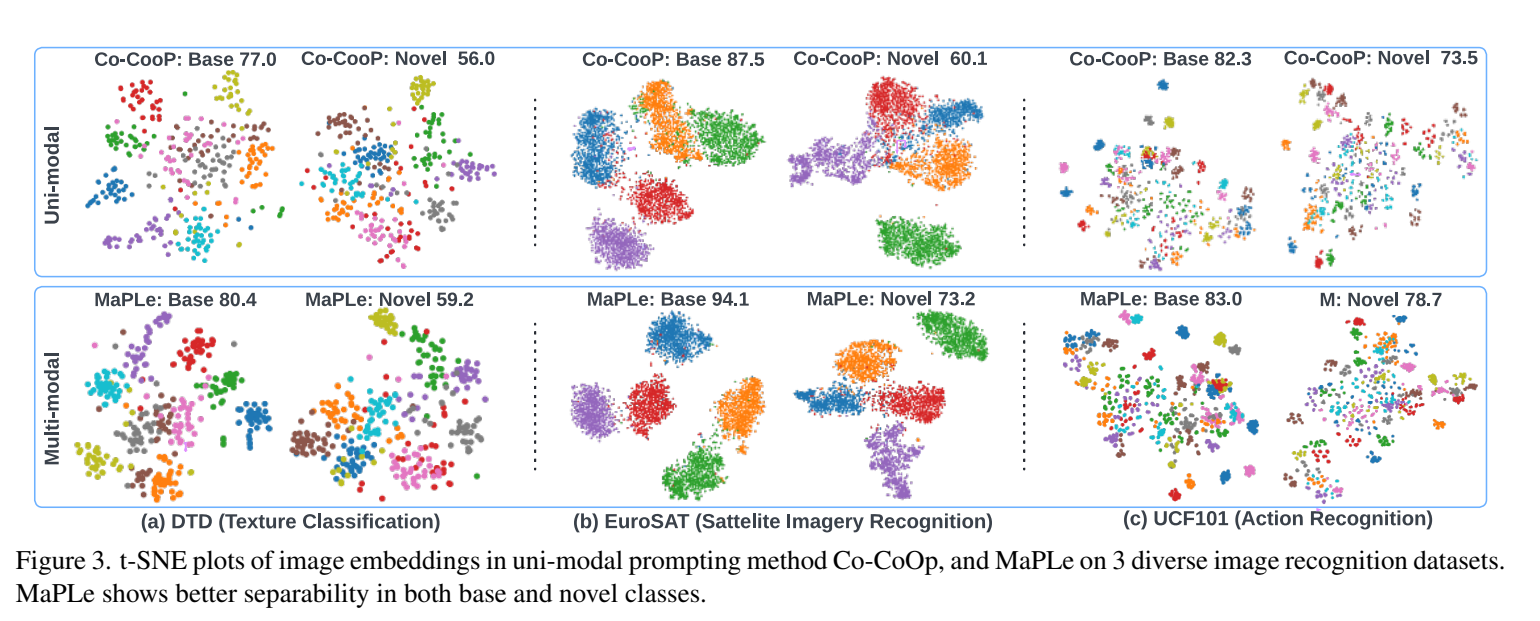 Co-CooP: Base 77.0 Co-CooP: Novel 56.0 Co-CooP: Base 87.5 Co-CooP: Novel 60.1 Co-CooP: Base 82.3 Co-CooP: Novel 73.5
Uni-modal
MaPLe: Base 80.4 MaPLe: Novel 59.2 MaPLe: Base 94.1 MaPLe: Novel 73.2 MaPLe: Base 83.0 M: Novel 78.7
Multi-modal
(a) DTD (Texture Classification) (b) EuroSAT (Sattelite Imagery Recognition) (c) UCF101 (Action Recognition)
Figure 3. t-SNE plots of image embeddings in uni-modal prompting method Co-CoOp, and MaPLe on 3 diverse image recognition datasets.
MaPLe shows better separability in both base and novel classes.